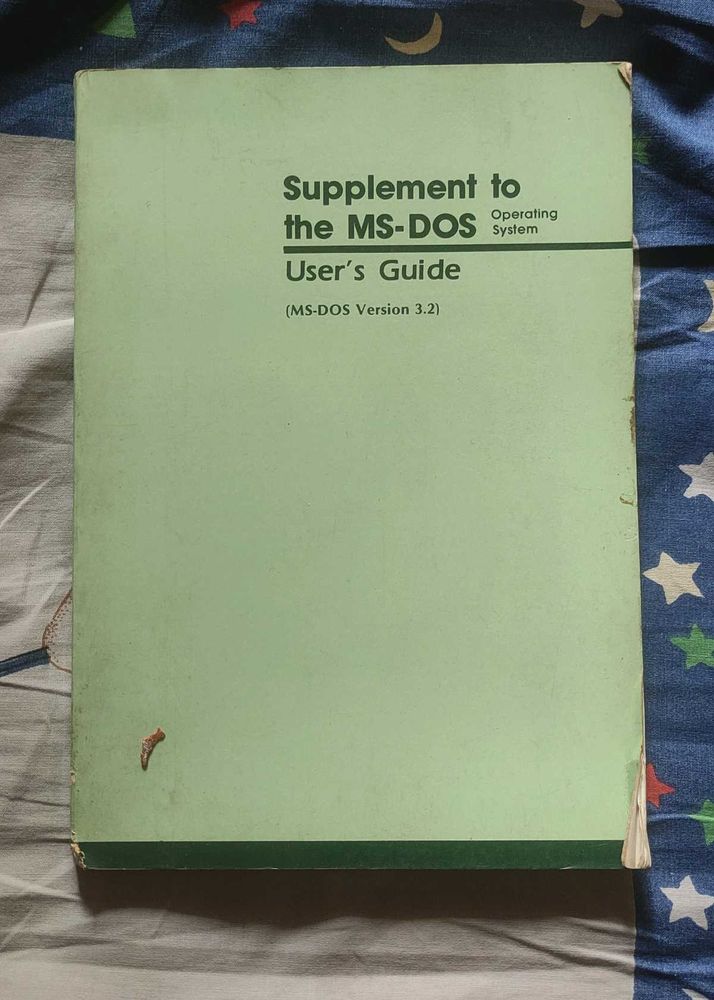 Supplement to
the MS-DOS Operating System
User's Guide
(MS-DOS Version 3.2)